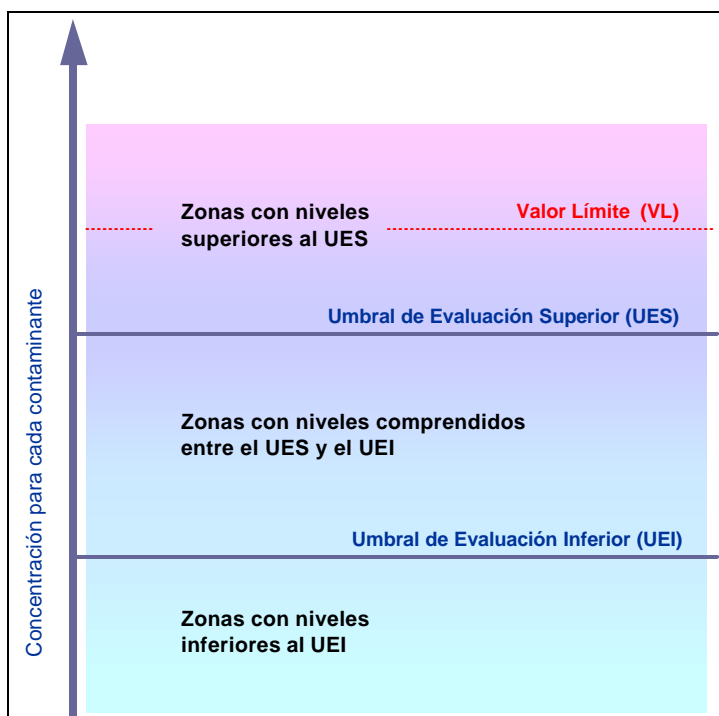 Zonas con niveles
superiores al UES
Valor Límite (VL)
Umbral de Evaluación Superior (UES)
Zonas con niveles comprendidos
entre el UES y el UEI
Umbral de Evaluación Inferior (UEI)
Zonas con niveles
inferiores al UEI
Concentración para cada contaminante